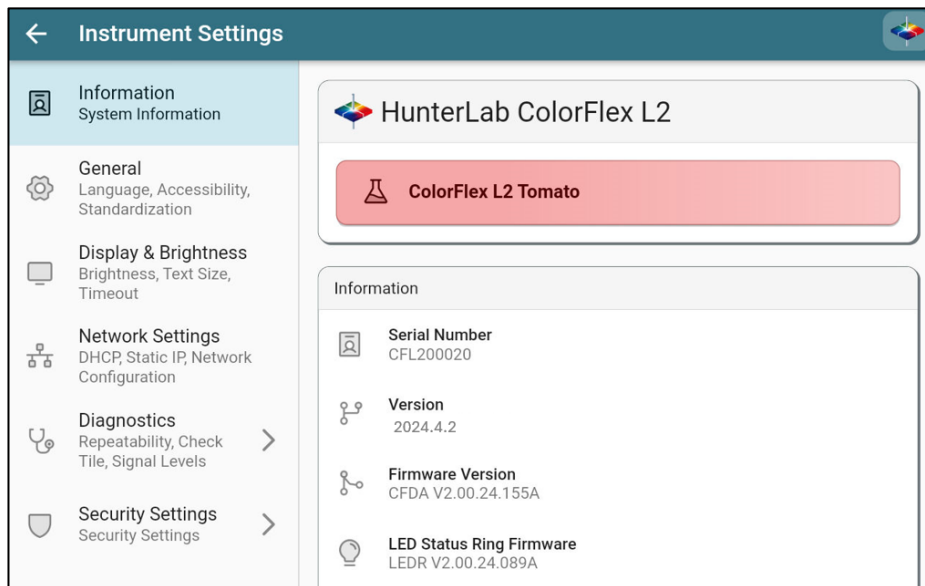 Instrument Settings
Information
System Information
General
Language, Accessibility,
Standardization
Display & Brightness
Brightness, Text Size,
Timeout
Network Settings
DHCP, Static IP, Network
Configuration
Diagnostics
Repeatability, Check
Tile, Signal Levels
Security Settings
Security Settings
HunterLab ColorFlex L2
ColorFlex L2 Tomato
Information
Serial Number
CFL200020
Version
2024.4.2
Firmware Version
CFDA V2.00.24.155A
LED Status Ring Firmware
LEDR V2.00.24.089A